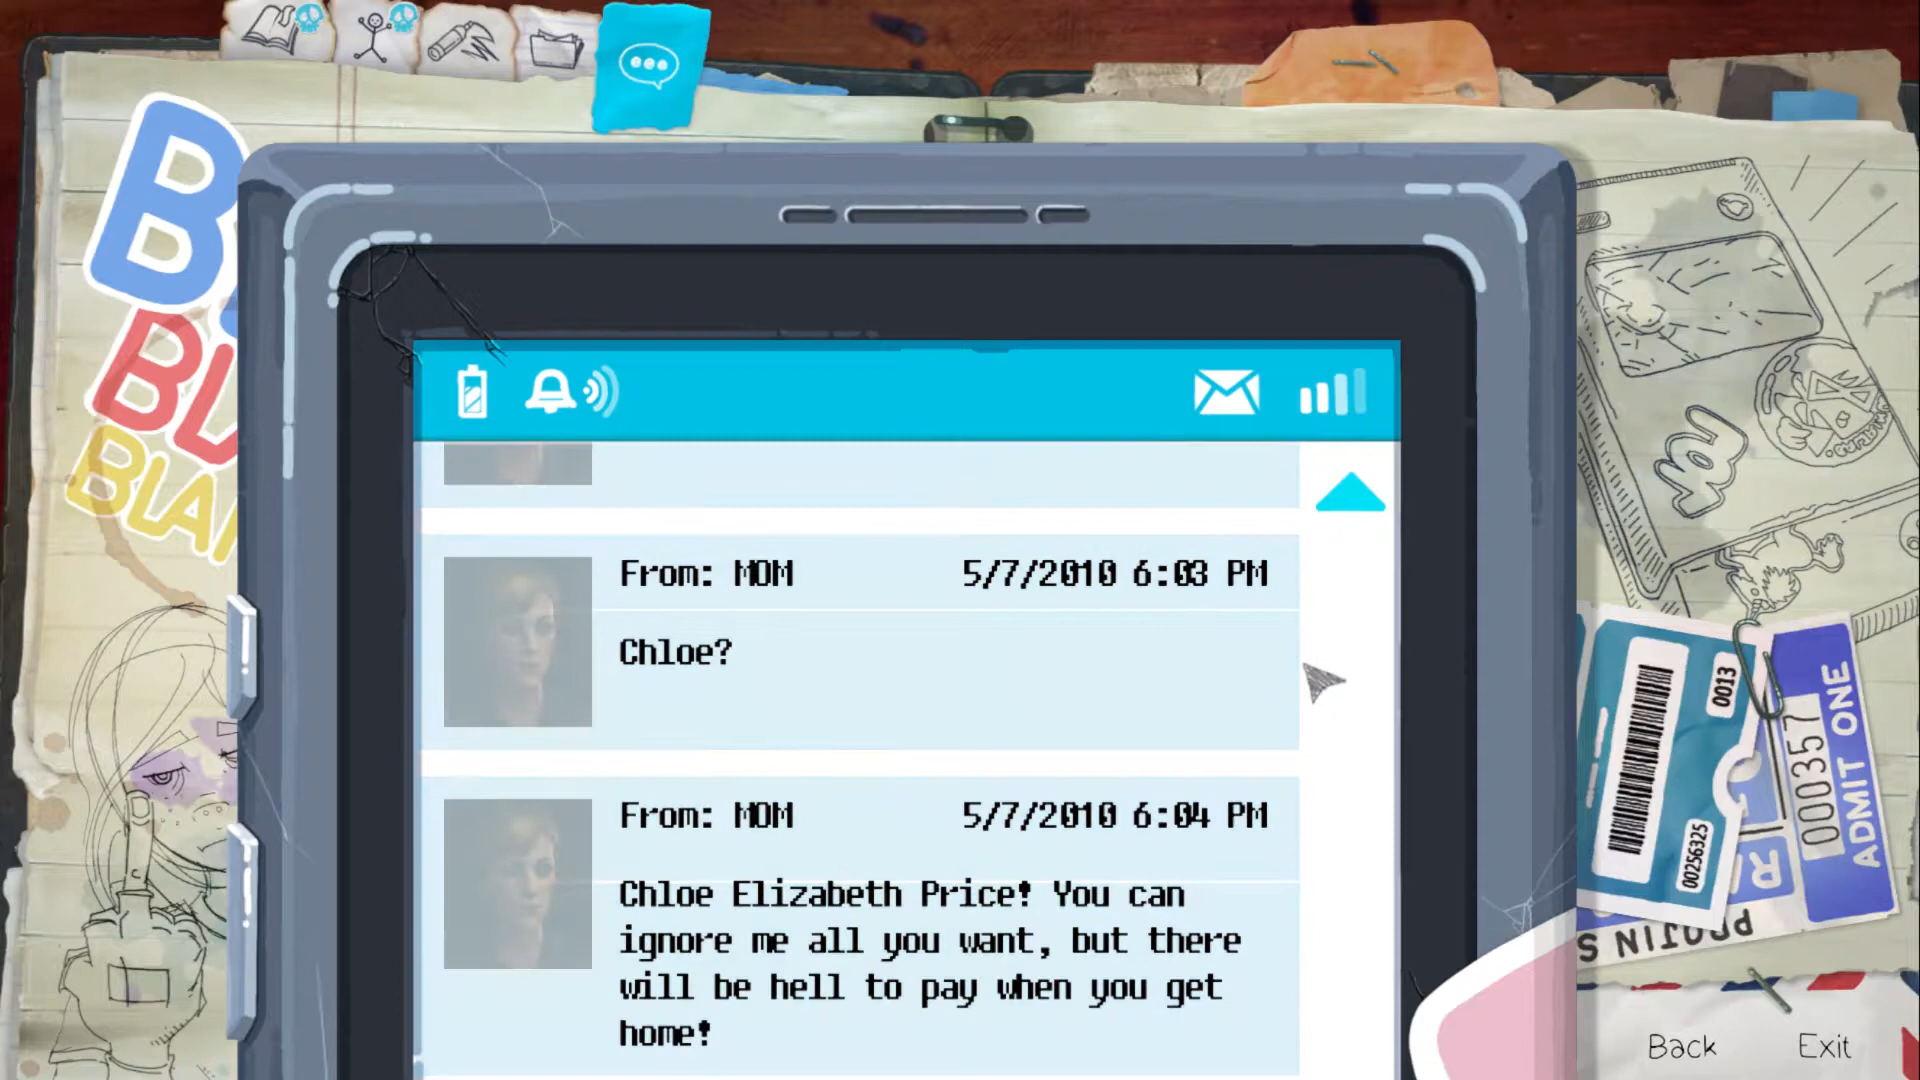 BLAH
From: MOM 5/7/2010 6:03 PM
Chloe?
From: MOM 5/7/2010 6:04 PM
Chloe Elizabeth Price! You can
ignore me all you want, but there
will be hell to pay when you get
home!
0013
00256325
000357
ADMIT ONE
Back
Exit